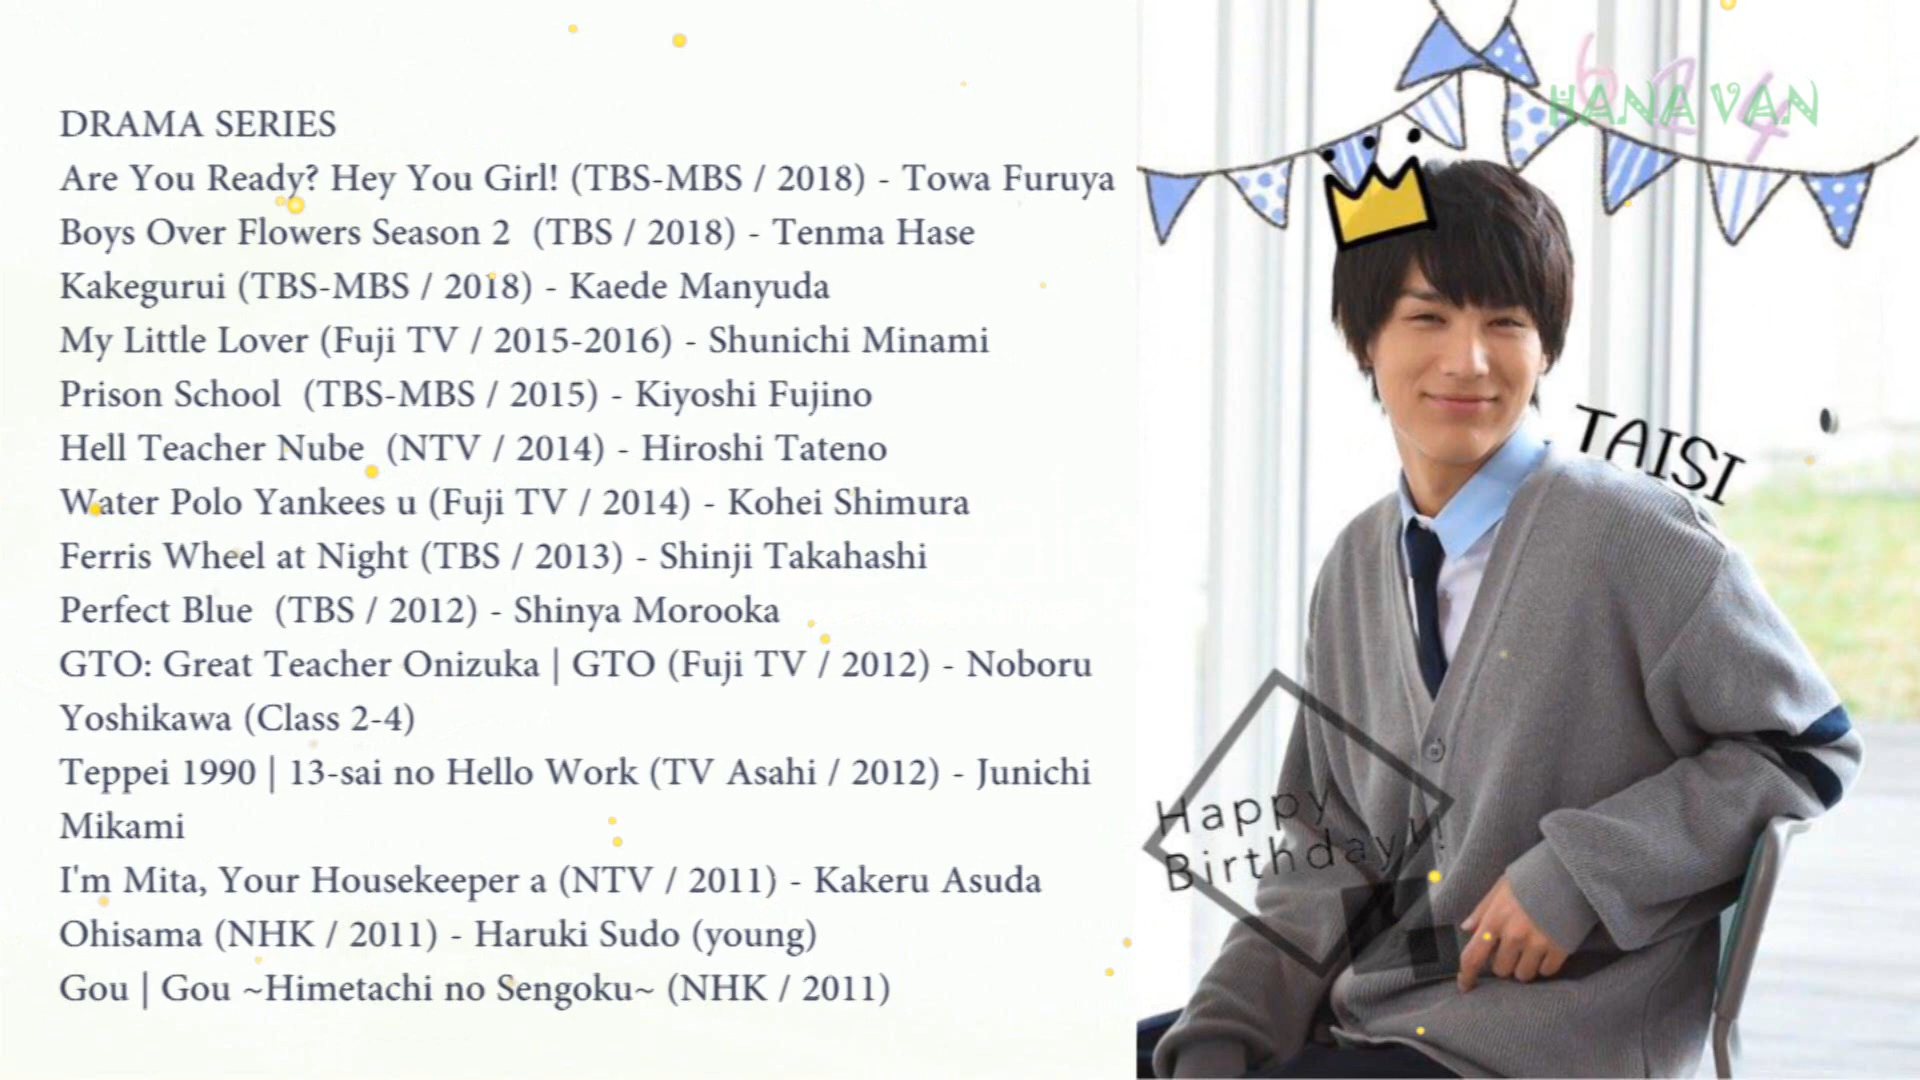 DRAMA SERIES
Are You Ready? Hey You Girl! (TBS-MBS / 2018) - Towa Furuya
Boys Over Flowers Season 2  (TBS / 2018) - Tenma Hase
Kakegurui (TBS-MBS / 2018) - Kaede Manyuda
My Little Lover (Fuji TV / 2015-2016) - Shunichi Minami
Prison School  (TBS-MBS / 2015) - Kiyoshi Fujino
Hell Teacher Nube  (NTV / 2014) - Hiroshi Tateno
Water Polo Yankees u (Fuji TV / 2014) - Kohei Shimura
Ferris Wheel at Night (TBS / 2013) - Shinji Takahashi
Perfect Blue  (TBS / 2012) - Shinya Morooka
GTO: Great Teacher Onizuka | GTO (Fuji TV / 2012) - Noboru
Yoshikawa (Class 2-4)
Teppei 1990 | 13-sai no Hello Work (TV Asahi / 2012) - Junichi
Mikami
I'm Mita, Your Housekeeper a (NTV / 2011) - Kakeru Asuda
Ohisama (NHK / 2011) - Haruki Sudo (young)
Gou | Gou ~Himetachi no Sengoku~ (NHK / 2011)
6 24
HANA VAN
TAISI
Happy
Birthday!!